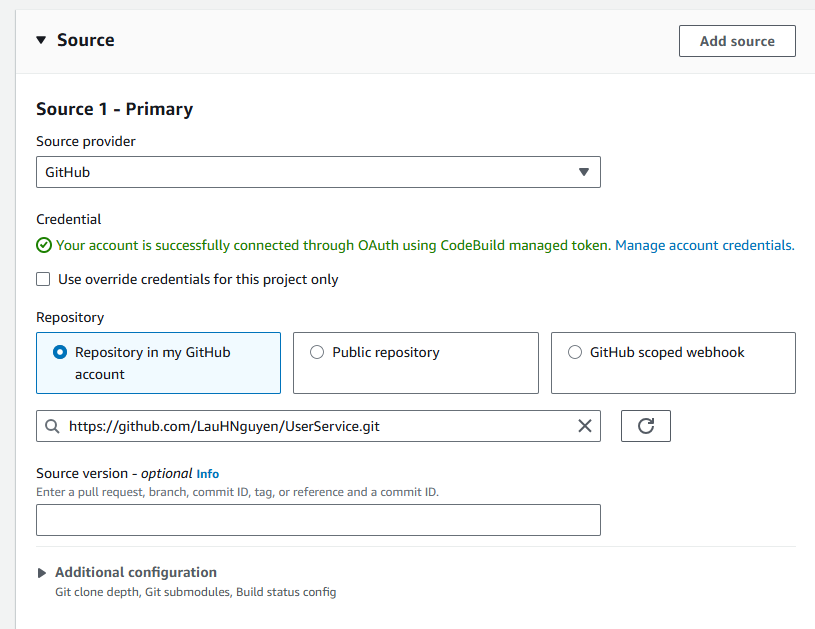 Source
Add source
Source 1 - Primary
Source provider
GitHub
Credential
Your account is successfully connected through OAuth using CodeBuild managed token. Manage account credentials.
Use override credentials for this project only
Repository
Repository in my GitHub
account
Public repository
GitHub scoped webhook
https://github.com/LauHNguyen/UserService.git
Source version - optional Info
Enter a pull request, branch, commit ID, tag, or reference and a commit ID.
Additional configuration
Git clone depth, Git submodules, Build status config